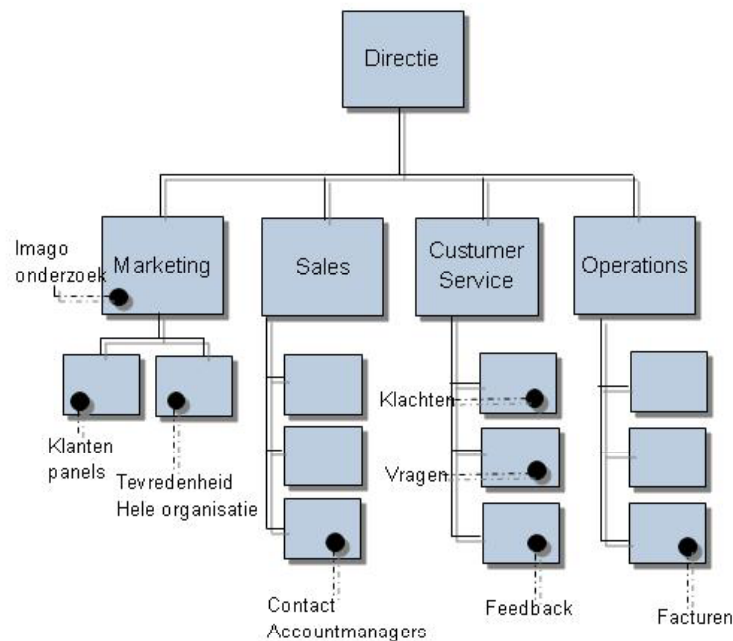 Directie
Imago
onderzoek
Marketing
Sales
Custumer
Service
Operations
Klanten
panels
Tevredenheid
Hele organisatie
Klachten
Vragen
Contact
Accountmanagers
Feedback
Facturen